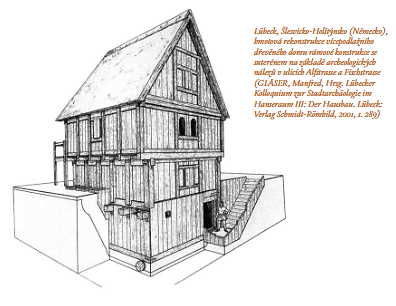 Lübeck, Šlesvicko-Holštýnsko (Německo),
hmotová rekonstrukce vícepodlažního
dřevěného domu rámové konstrukce se
suterénem na základě archeologických
nálezů v ulicích Alfstrasse a Fischstrasse
(GLÄSER, Manfred, Hrsg. Lübecker
Kolloquium zur Stadtarchäologie im
Hanseraum III: Der Hausbau. Lübeck:
Verlag Schmidt-Römhild, 2001, s. 289)